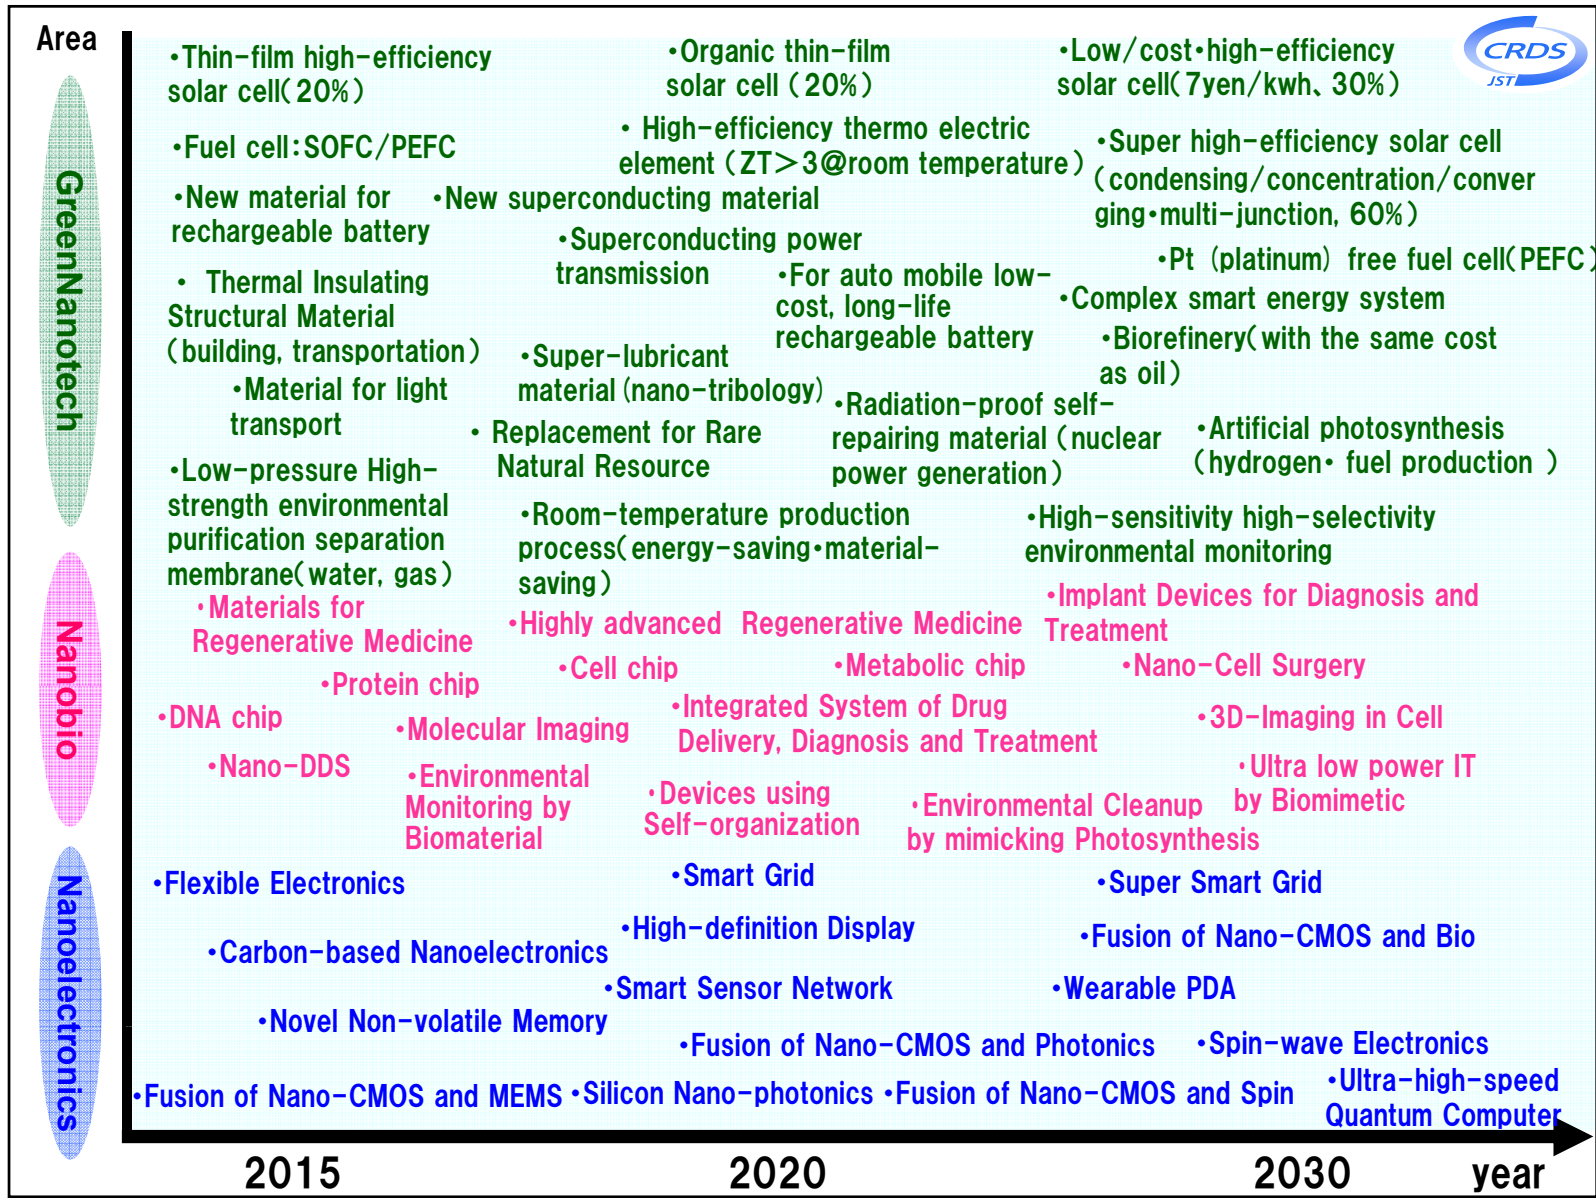 Area
CRDS
JST
GreenNanotech
・Thin-film high-efficiency
solar cell(20%)
・Organic thin-film
solar cell (20%)
・Low/cost・high-efficiency
solar cell(7yen/kwh、30%)
・Fuel cell:SOFC/PEFC
・ High-efficiency thermo electric
element (ZT>3@room temperature)
・Super high-efficiency solar cell
(condensing/concentration/conver
ging・multi-junction, 60%)
・New material for
rechargeable battery
・New superconducting material
・Superconducting power
transmission
・Pt (platinum) free fuel cell(PEFC)
・ Thermal Insulating
Structural Material
(building, transportation)
・For auto mobile low-
cost, long-life
rechargeable battery
・Complex smart energy system
・Biorefinery(with the same cost
as oil)
・Super-lubricant
material (nano-tribology)
・Material for light
transport
・Radiation-proof self-
repairing material (nuclear
power generation)
・ Replacement for Rare
Natural Resource
・Artificial photosynthesis
(hydrogen・ fuel production )
・Low-pressure High-
strength environmental
purification separation
membrane(water, gas)
・Room-temperature production
process(energy-saving・material-
saving)
・High-sensitivity high-selectivity
environmental monitoring
Nanobio
・Materials for
Regenerative Medicine
・Highly advanced Regenerative Medicine
・Implant Devices for Diagnosis and
Treatment
・Protein chip
・Cell chip
・Metabolic chip
・Nano-Cell Surgery
・DNA chip
・Molecular Imaging
・Integrated System of Drug
Delivery, Diagnosis and Treatment
・3D-Imaging in Cell
・Nano-DDS
・Environmental
Monitoring by
Biomaterial
・Devices using
Self-organization
・Environmental Cleanup
by mimicking Photosynthesis
・Ultra low power IT
by Biomimetic
Nanoelectronics
・Flexible Electronics
・Smart Grid
・Super Smart Grid
・Carbon-based Nanoelectronics
・High-definition Display
・Fusion of Nano-CMOS and Bio
・Smart Sensor Network
・Wearable PDA
・Novel Non-volatile Memory
・Fusion of Nano-CMOS and Photonics
・Spin-wave Electronics
・Fusion of Nano-CMOS and MEMS
・Silicon Nano-photonics
・Fusion of Nano-CMOS and Spin
・Ultra-high-speed
Quantum Computer
2015
2020
2030
year